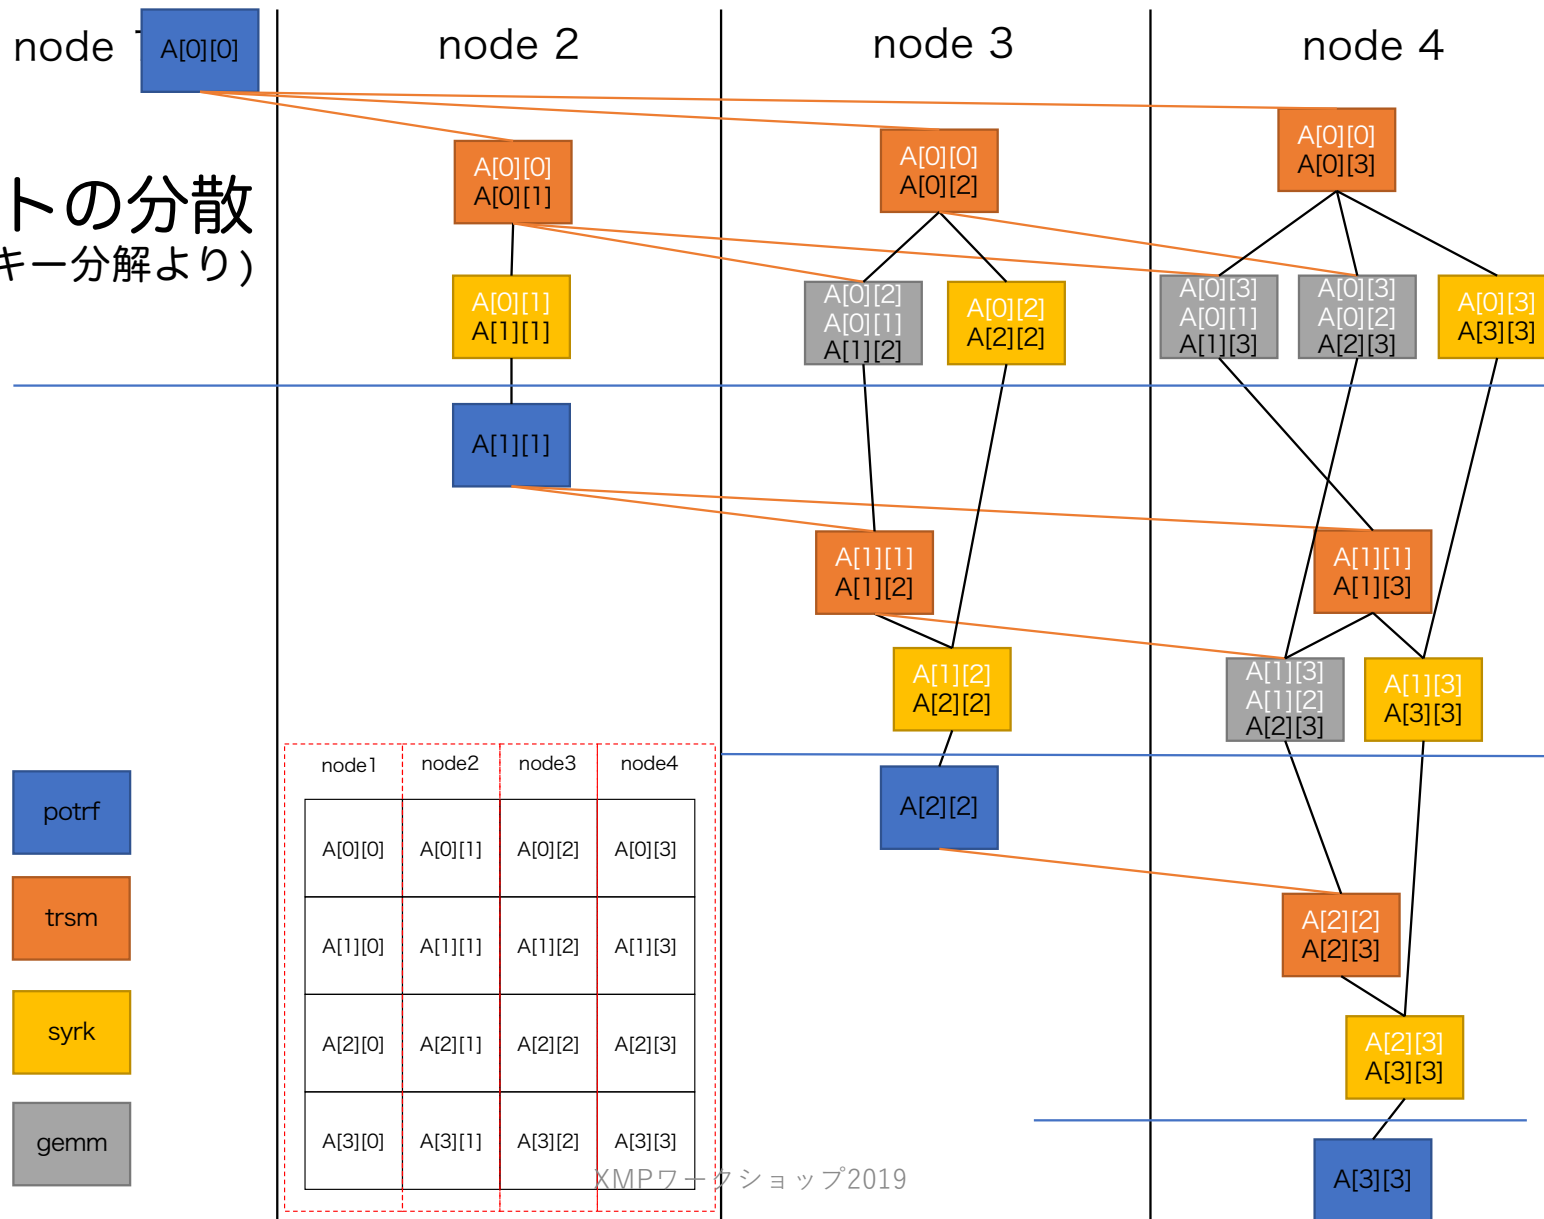 node
A[0][0]
node 2
node 3
node 4
トの分散
キー分解より)
A[0][0]
A[0][1]
A[0][0]
A[0][2]
A[0][0]
A[0][3]
A[0][1]
A[1][1]
A[0][2]
A[0][1]
A[1][2]
A[0][2]
A[2][2]
A[0][3]
A[0][1]
A[1][3]
A[0][3]
A[0][2]
A[2][3]
A[0][3]
A[3][3]
A[1][1]
A[1][1]
A[1][2]
A[1][1]
A[1][3]
A[1][2]
A[2][2]
A[1][3]
A[1][2]
A[2][3]
A[1][3]
A[3][3]
A[2][2]
A[2][2]
A[2][3]
A[2][3]
A[3][3]
A[3][3]
potrf
trsm
syrk
gemm
node1 node2 node3 node4
A[0][0] A[0][1] A[0][2] A[0][3]
A[1][0] A[1][1] A[1][2] A[1][3]
A[2][0] A[2][1] A[2][2] A[2][3]
A[3][0] A[3][1] A[3][2] A[3][3]
XMPワークショップ2019